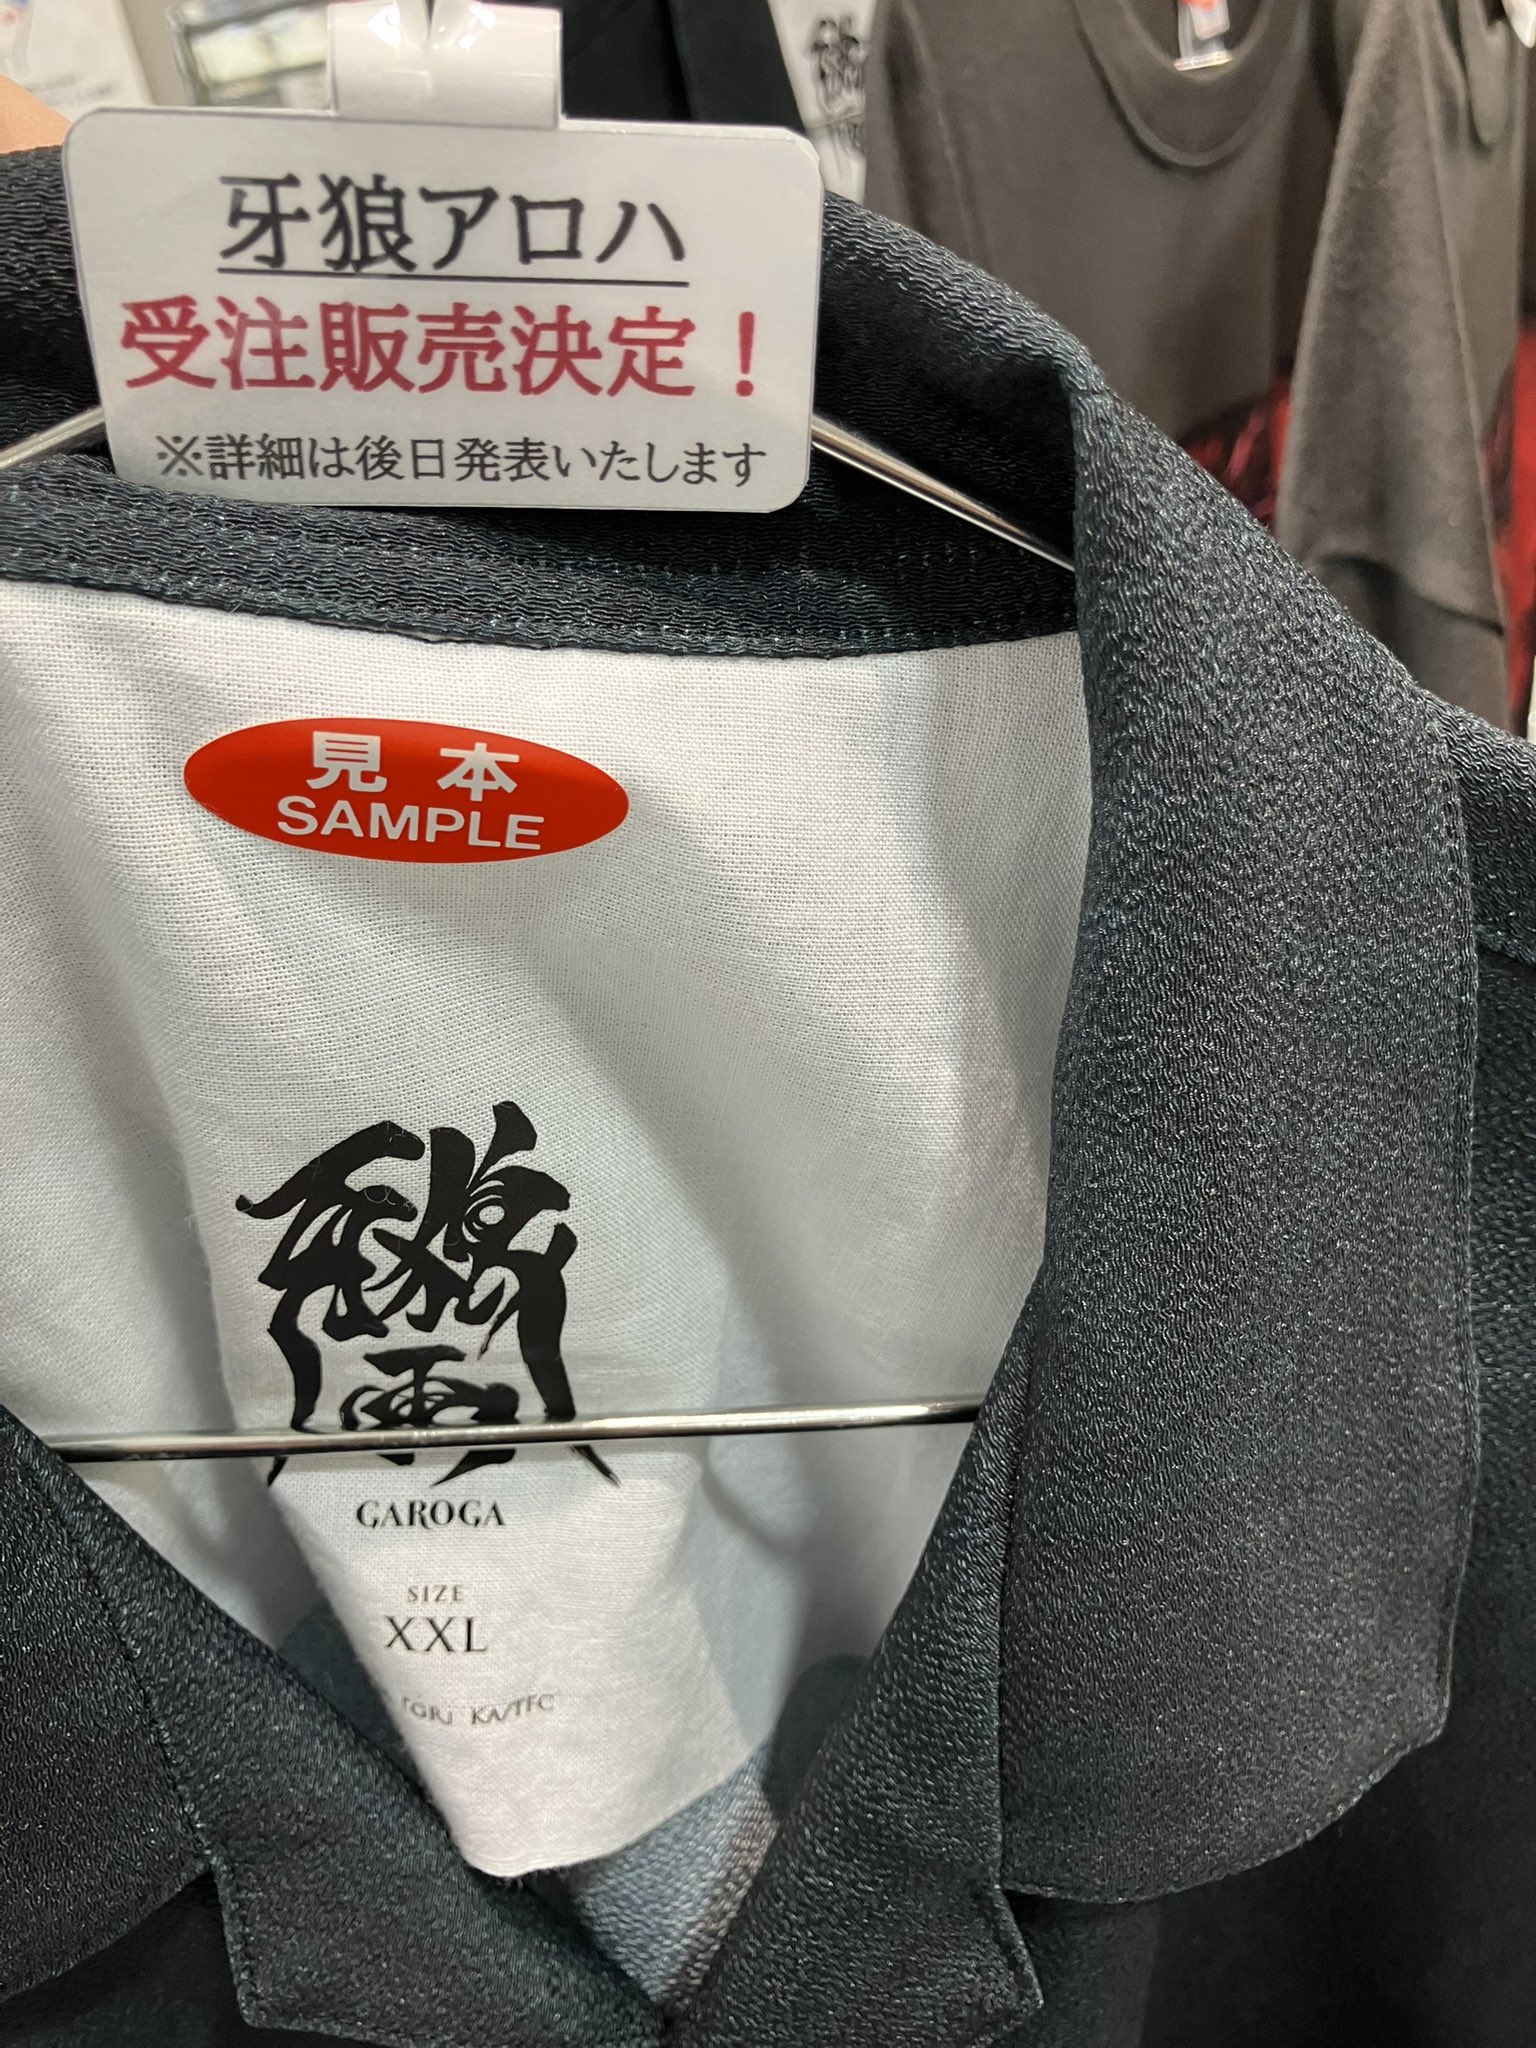 牙狼アロハ
受注販売決定！
※詳細は後日発表いたします
見本
SAMPLE
GAROGA
SIZE
XXL